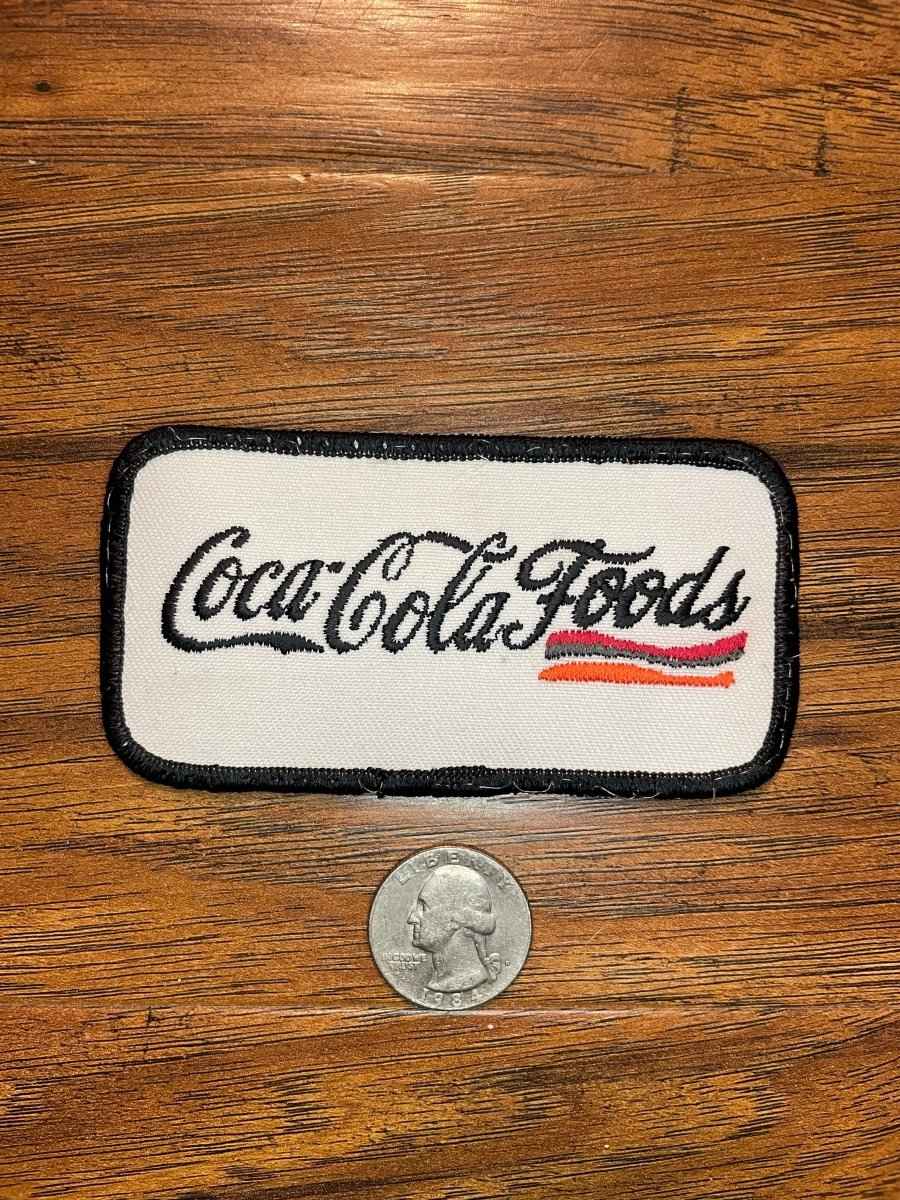 Coca-Cola Foods
LIBERTY
IN GOD WE
TRUST
1984